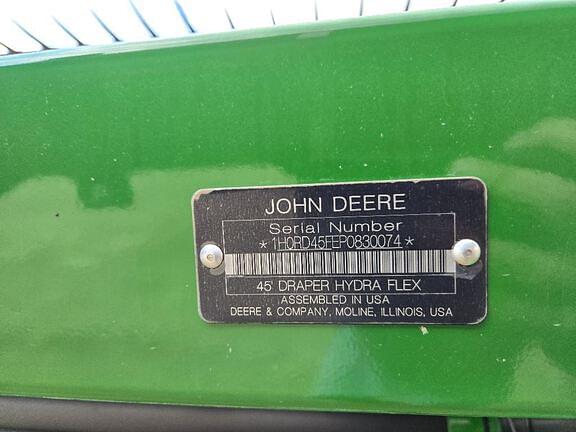 JOHN DEERE
Serial Number
*1H0RD45FEP0830074*
45' DRAPER HYDRA FLEX
ASSEMBLED IN USA
DEERE & COMPANY, MOLINE, ILLINOIS, USA